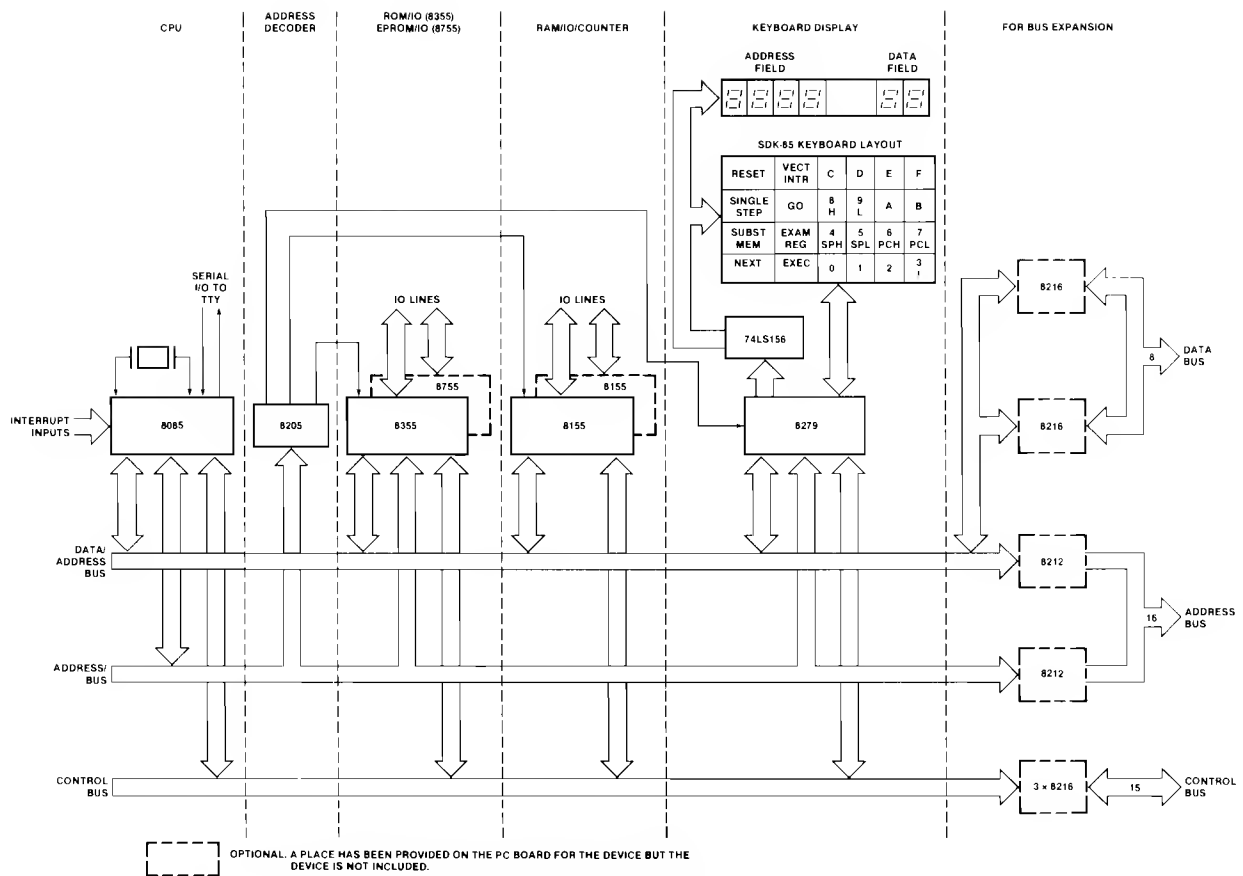 CPU
ADDRESS
DECODER
ROM/IO (8355)
EPROM/IO (8755)
RAM/IO/COUNTER
KEYBOARD DISPLAY
FOR BUS EXPANSION
ADDRESS
FIELD
DATA
FIELD
SDK-85 KEYBOARD LAYOUT
RESET
VECT
INTR
C
D
E
F
SINGLE
STEP
GO
8
H
9
L
A
B
SUBST
MEM
EXAM
REG
4
SPH
5
SPL
6
PCH
7
PCL
NEXT
EXEC
0
1
2
3
I
SERIAL
I/O TO
TTY
IO LINES
IO LINES
74LS156
8755
8155
INTERRUPT
INPUTS
8085
8205
8355
8155
8279
8216
8216
8
DATA
BUS
DATA/
ADDRESS
BUS
8212
16
ADDRESS
BUS
ADDRESS/
BUS
8212
CONTROL
BUS
3 × 8216
15
CONTROL
BUS
OPTIONAL. A PLACE HAS BEEN PROVIDED ON THE PC BOARD FOR THE DEVICE BUT THE
DEVICE IS NOT INCLUDED.